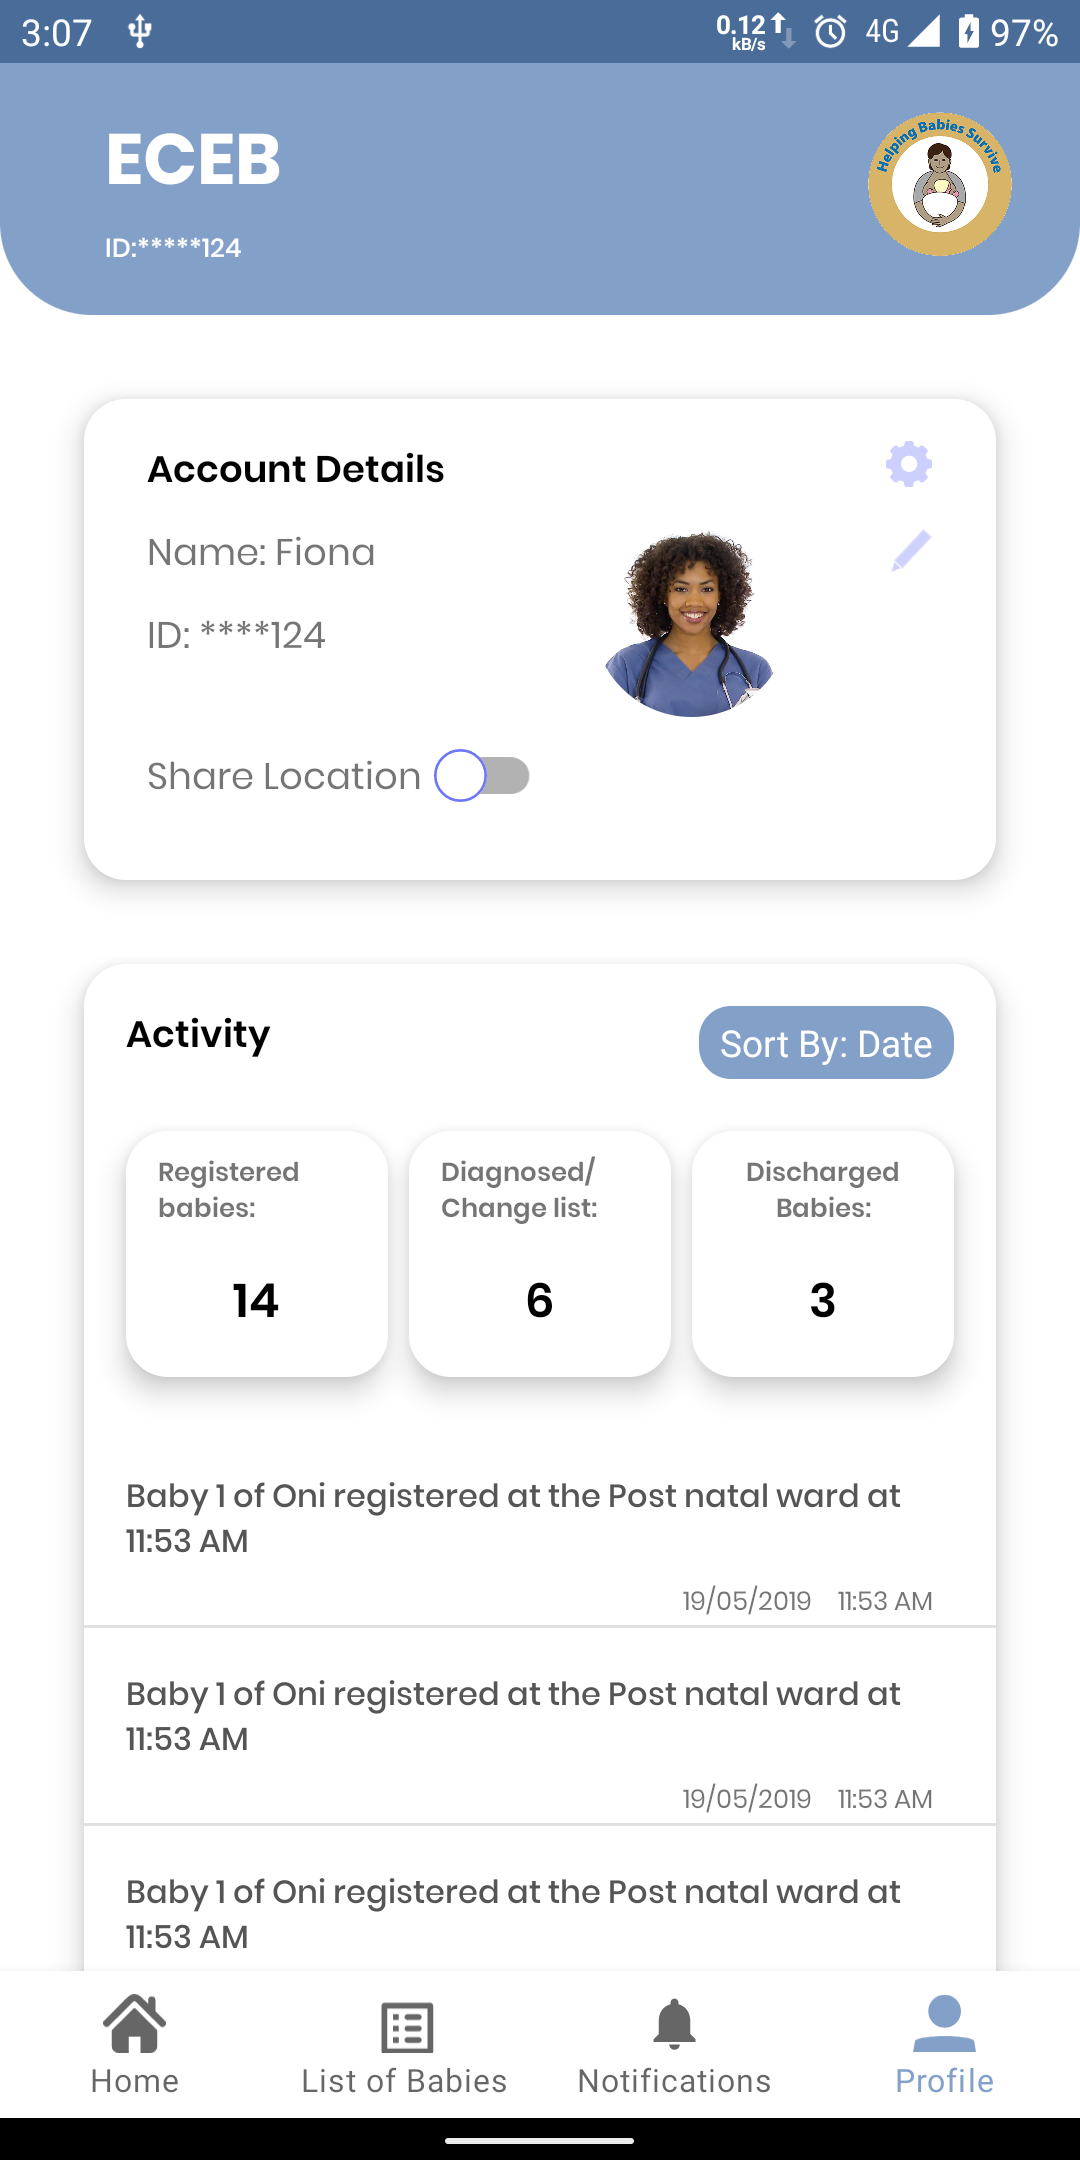 3:07
0.12
kB/s
4G
97%
ECEB
Helping Babies Survive
ID:*****124
Account Details
Name: Fiona
ID: ****124
Share Location
Activity
Sort By: Date
Registered
babies:
14
Diagnosed/
Change list:
6
Discharged
Babies:
3
Baby 1 of Oni registered at the Post natal ward at
11:53 AM
19/05/2019 11:53 AM
Baby 1 of Oni registered at the Post natal ward at
11:53 AM
19/05/2019 11:53 AM
Baby 1 of Oni registered at the Post natal ward at
11:53 AM
Home
List of Babies
Notifications
Profile